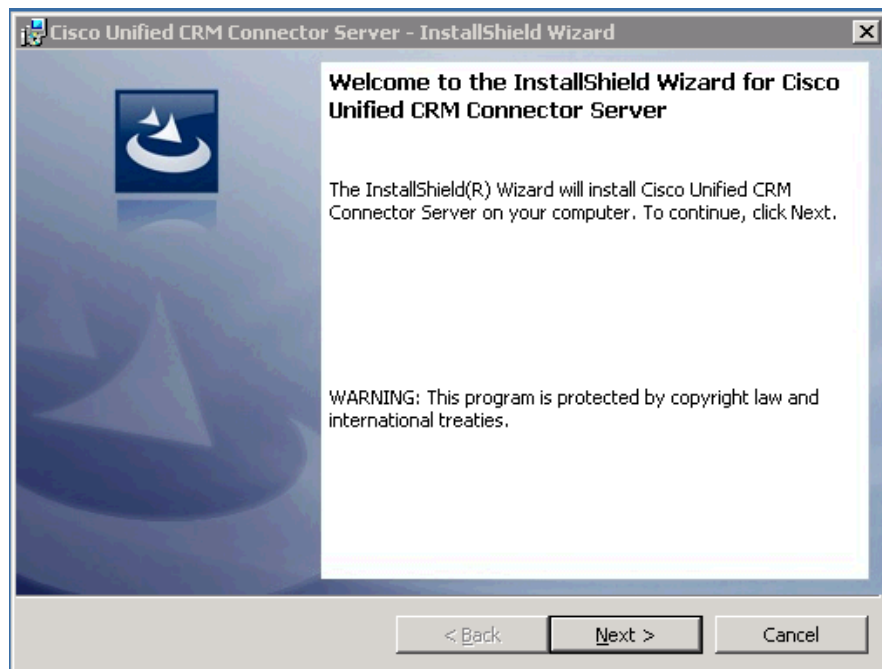 Cisco Unified CRM Connector Server - InstallShield Wizard
Welcome to the InstallShield Wizard for Cisco
Unified CRM Connector Server
The InstallShield(R) Wizard will install Cisco Unified CRM
Connector Server on your computer. To continue, click Next.
WARNING: This program is protected by copyright law and
international treaties.
< Back
Next >
Cancel